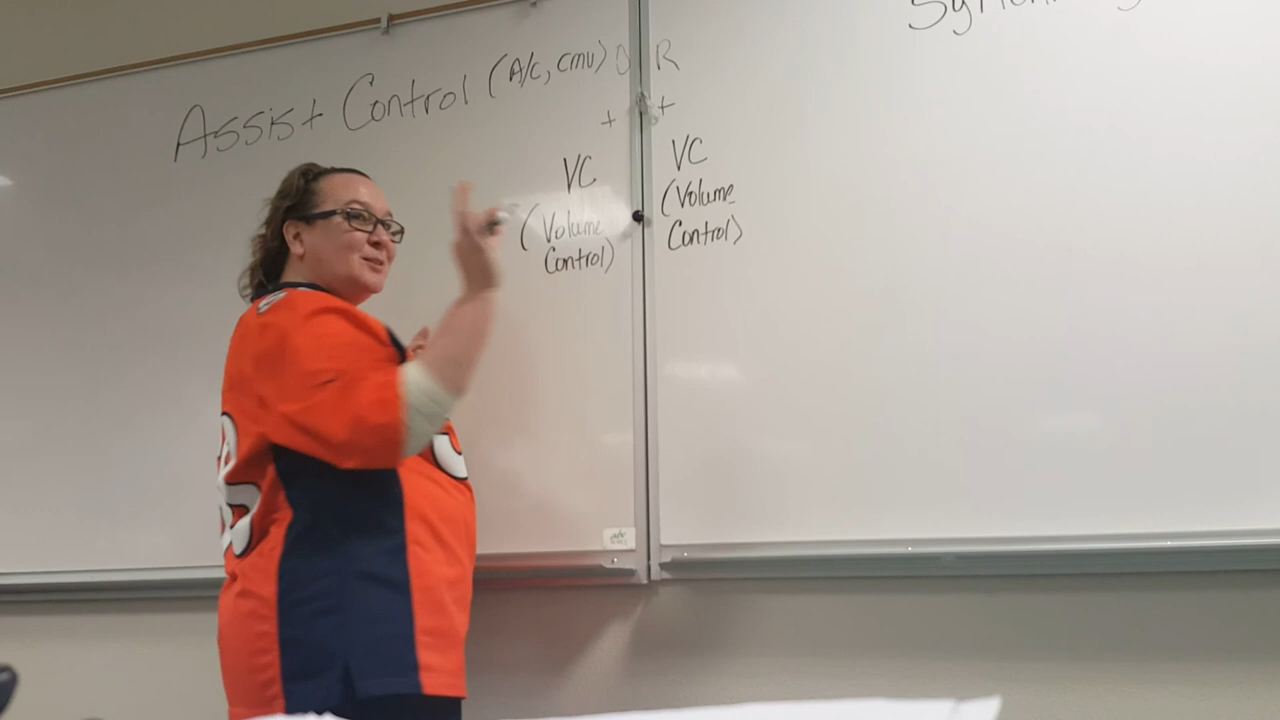 Assist Control (A/C, CMV) OR
+ +
VC
(Volume
Control)
VC
(Volume
Control)